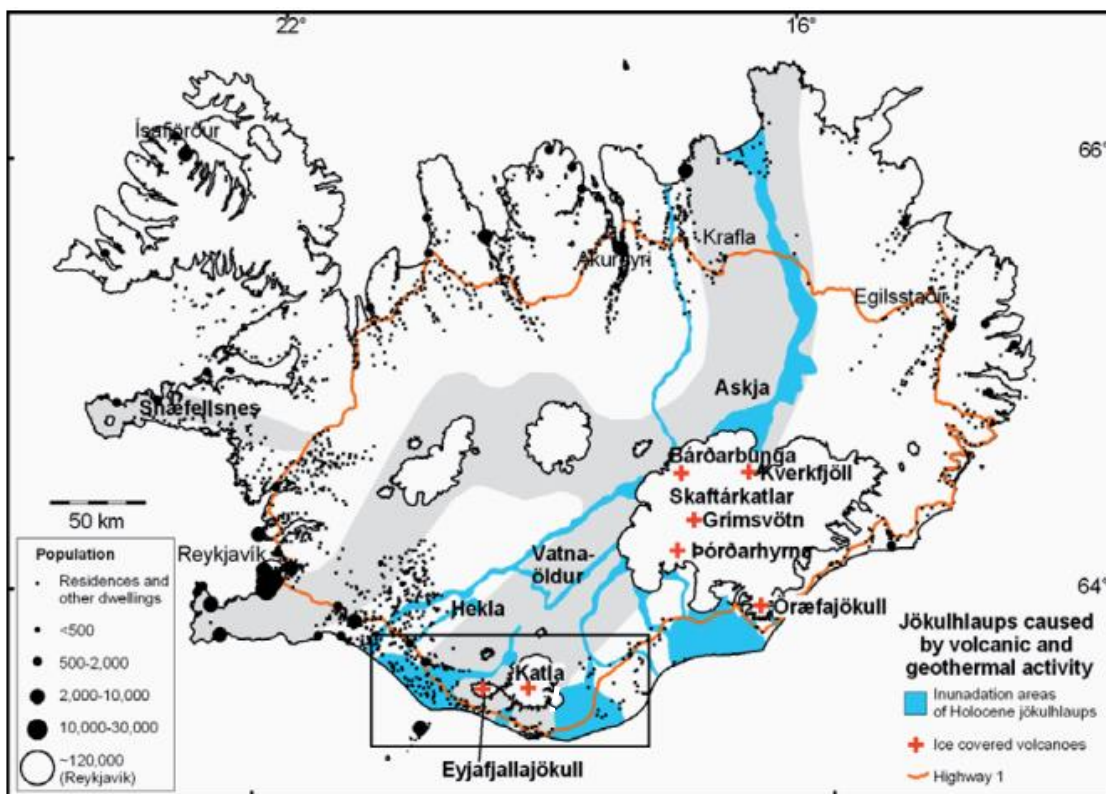 22°
16°
Ísafjörður
66°
Krafla
Akureyri
Egilsstaðir
Askja
Snæfellsnes
Bárðarbunga
Kverkfjöll
50 km
Skaftárkatlar
Grimsvötn
Population
Reykjavik
Vatna-
öldur
Þórðarhyrna
Residences and
other dwellings
Hekla
64°
Öræfajökull
<500
Jökulhlaups caused
by volcanic and
geothermal activity
500-2,000
Katla
2,000-10,000
Inunadation areas
of Holocene jökulhlaups
10,000-30,000
Ice covered volcanoes
~120,000
(Reykjavik)
Eyjafjallajökull
Highway 1